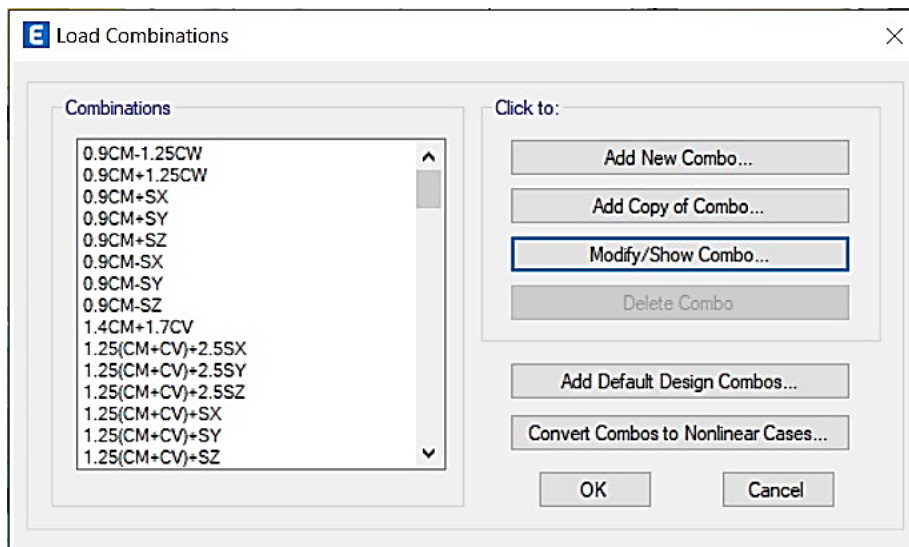 E Load Combinations
Combinations
0.9CM-1.25CW
0.9CM+1.25CW
0.9CM+SX
0.9CM+SY
0.9CM+SZ
0.9CM-SX
0.9CM-SY
0.9CM-SZ
1.4CM+1.7CV
1.25(CM+CV)+2.5SX
1.25(CM+CV)+2.5SY
1.25(CM+CV)+2.5SZ
1.25(CM+CV)+SX
1.25(CM+CV)+SY
1.25(CM+CV)+SZ
Click to:
Add New Combo...
Add Copy of Combo...
Modify/Show Combo...
Delete Combo
Add Default Design Combos...
Convert Combos to Nonlinear Cases...
OK
Cancel